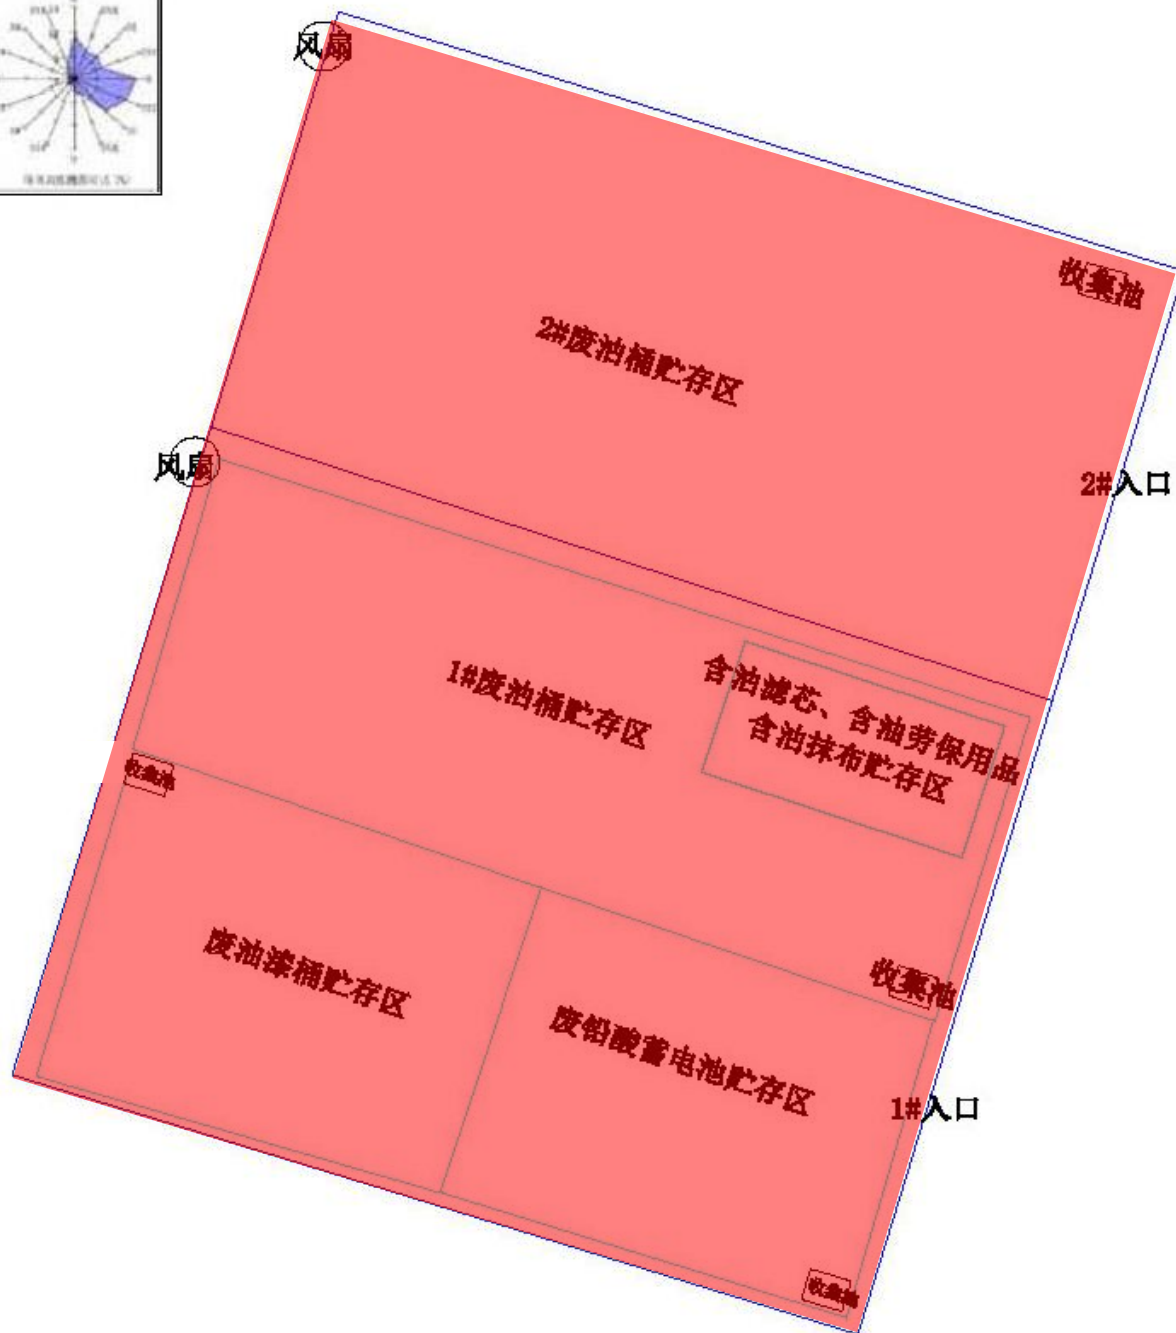 风扇
收集池
2#废油桶贮存区
风扇
2#入口
含油滤芯、含油劳保用品
含油抹布贮存区
1#废油桶贮存区
收集池
废油漆桶贮存区
收集池
废铅酸蓄电池贮存区
1#入口
收集池